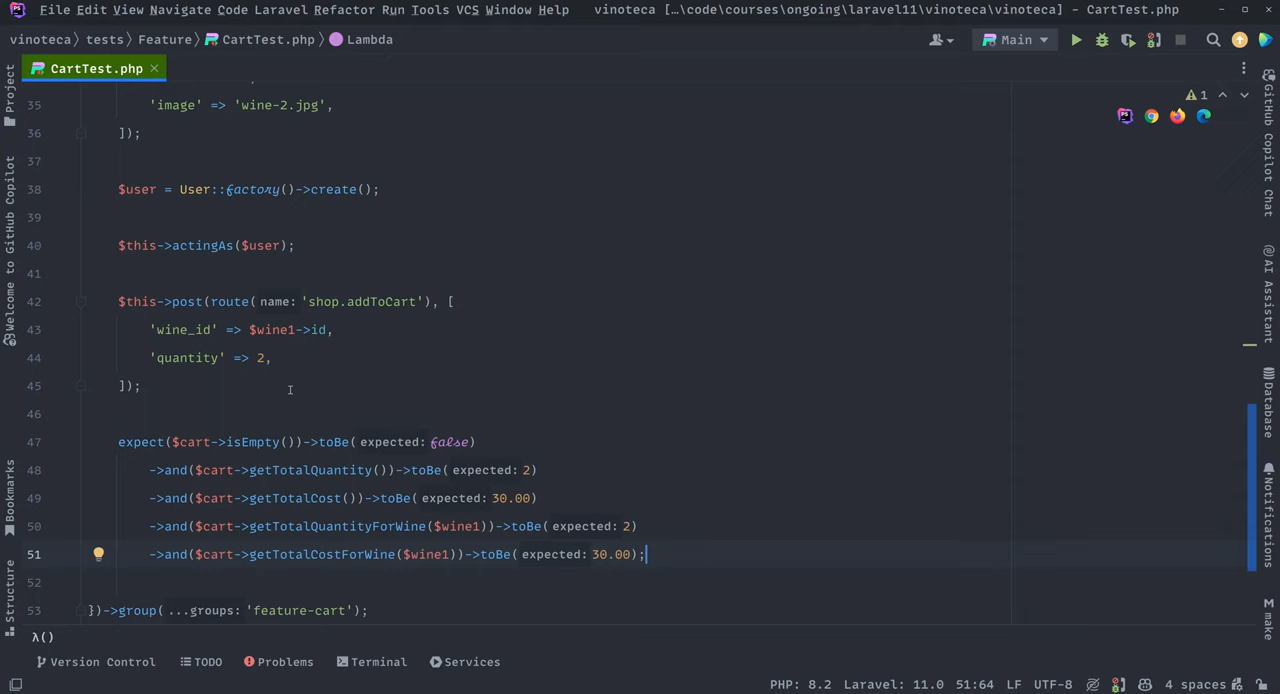 File Edit View Navigate Code Laravel Refactor Run Tools VCS Window Help vinoteca […\code\courses\ongoing\laravel11\vinoteca\vinoteca] - CartTest.php
vinoteca tests Feature CartTest.php Lambda Main
CartTest.php
1
35 'image' => 'wine-2.jpg',
36 ]);
37
38 $user = User::factory()->create();
39
40 $this->actingAs($user);
41
42 $this->post(route( name: 'shop.addToCart'), [
43 'wine_id' => $wine1->id,
44 'quantity' => 2,
45 ]);
46
47 expect($cart->isEmpty())->toBe( expected: false)
48 ->and($cart->getTotalQuantity())->toBe( expected: 2)
49 ->and($cart->getTotalCost())->toBe( expected: 30.00)
50 ->and($cart->getTotalQuantityForWine($wine1))->toBe( expected: 2)
51 ->and($cart->getTotalCostForWine($wine1))->toBe( expected: 30.00);
52
53 })->group( ...groups: 'feature-cart');
λ()
Version Control TODO Problems Terminal Services
PHP: 8.2 Laravel: 11.0 51:64 LF UTF-8 4 spaces
Project
Welcome to GitHub Copilot
Bookmarks
Structure
GitHub Copilot Chat
AI Assistant
Database
Notifications
M make